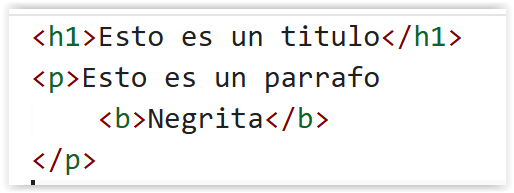 <h1>Esto es un titulo</h1>
<p>Esto es un parrafo
<b>Negrita</b>
</p>